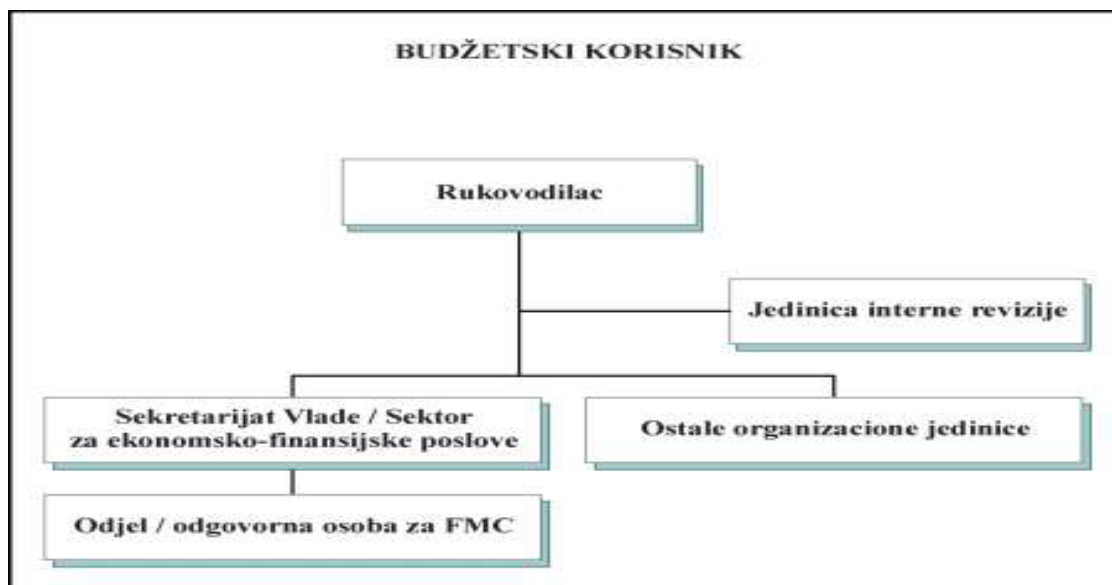 BUDŽETSKI KORISNIK
Rukovodilac
Jedinica interne revizije
Sekretarijat Vlade / Sektor
za ekonomsko-finansijske poslove
Ostale organizacione jedinice
Odjel / odgovorna osoba za FMC